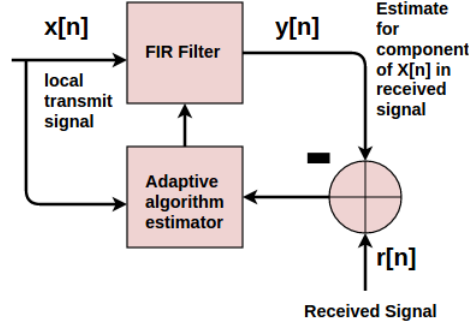 x[n]
FIR Filter
y[n]
Estimate
for
component
of X[n] in
received
signal
local
transmit
signal
Adaptive
algorithm
estimator
r[n]
Received Signal